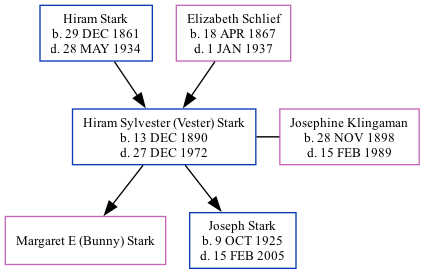 Hiram Stark
b. 29 DEC 1861
d. 28 MAY 1934
Elizabeth Schlief
b. 18 APR 1867
d. 1 JAN 1937
Hiram Sylvester (Vester) Stark
b. 13 DEC 1890
d. 27 DEC 1972
Josephine Klingaman
b. 28 NOV 1898
d. 15 FEB 1989
Margaret E (Bunny) Stark
Joseph Stark
b. 9 OCT 1925
d. 15 FEB 2005